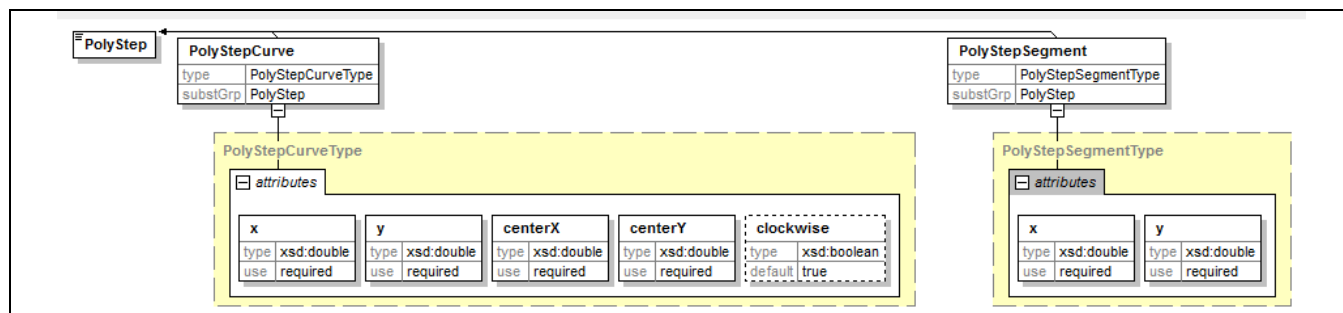 PolyStep
PolyStepCurve
type PolyStepCurveType
substGrp PolyStep
PolyStepSegment
type PolyStepSegmentType
substGrp PolyStep
PolyStepCurveType
attributes
x
type xsd:double
use required
y
type xsd:double
use required
centerX
type xsd:double
use required
centerY
type xsd:double
use required
clockwise
type xsd:boolean
default true
PolyStepSegmentType
attributes
x
type xsd:double
use required
y
type xsd:double
use required